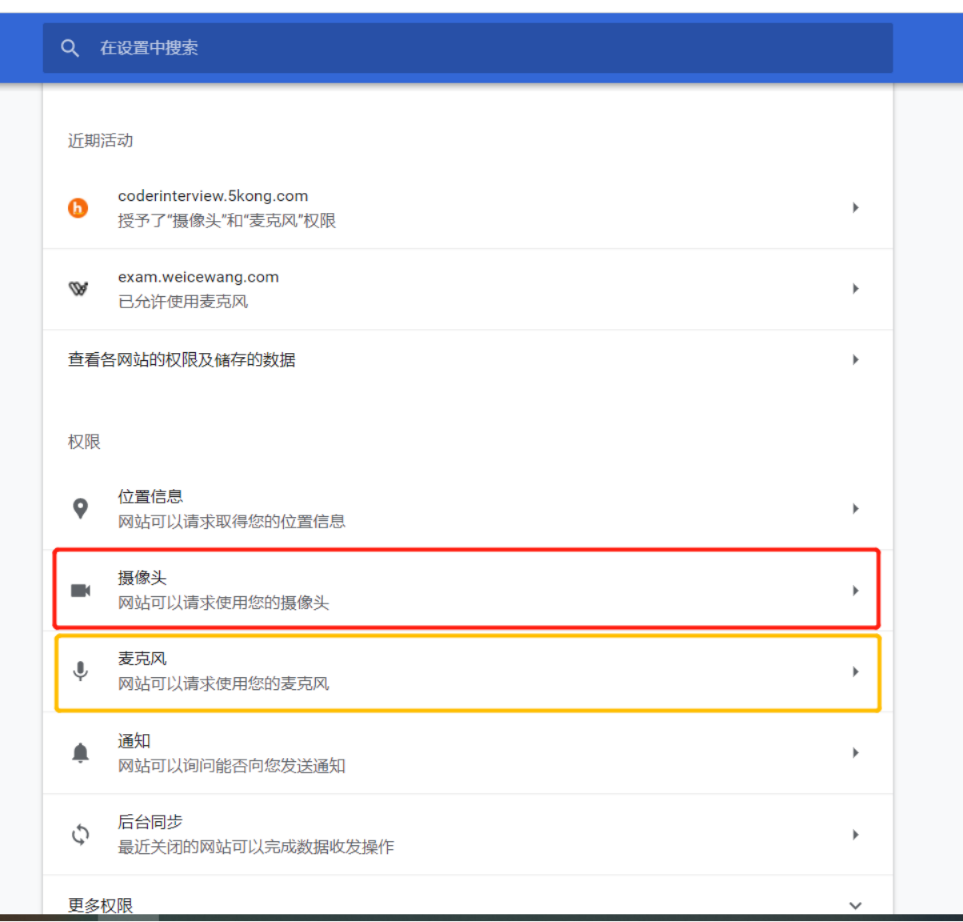 在设置中搜索
近期活动
coderinterview.5kong.com
授予了“摄像头”和“麦克风”权限
exam.weicewang.com
已允许使用麦克风
查看各网站的权限及储存的数据
权限
位置信息
网站可以请求取得您的位置信息
摄像头
网站可以请求使用您的摄像头
麦克风
网站可以请求使用您的麦克风
通知
网站可以询问能否向您发送通知
后台同步
最近关闭的网站可以完成数据收发操作
更多权限